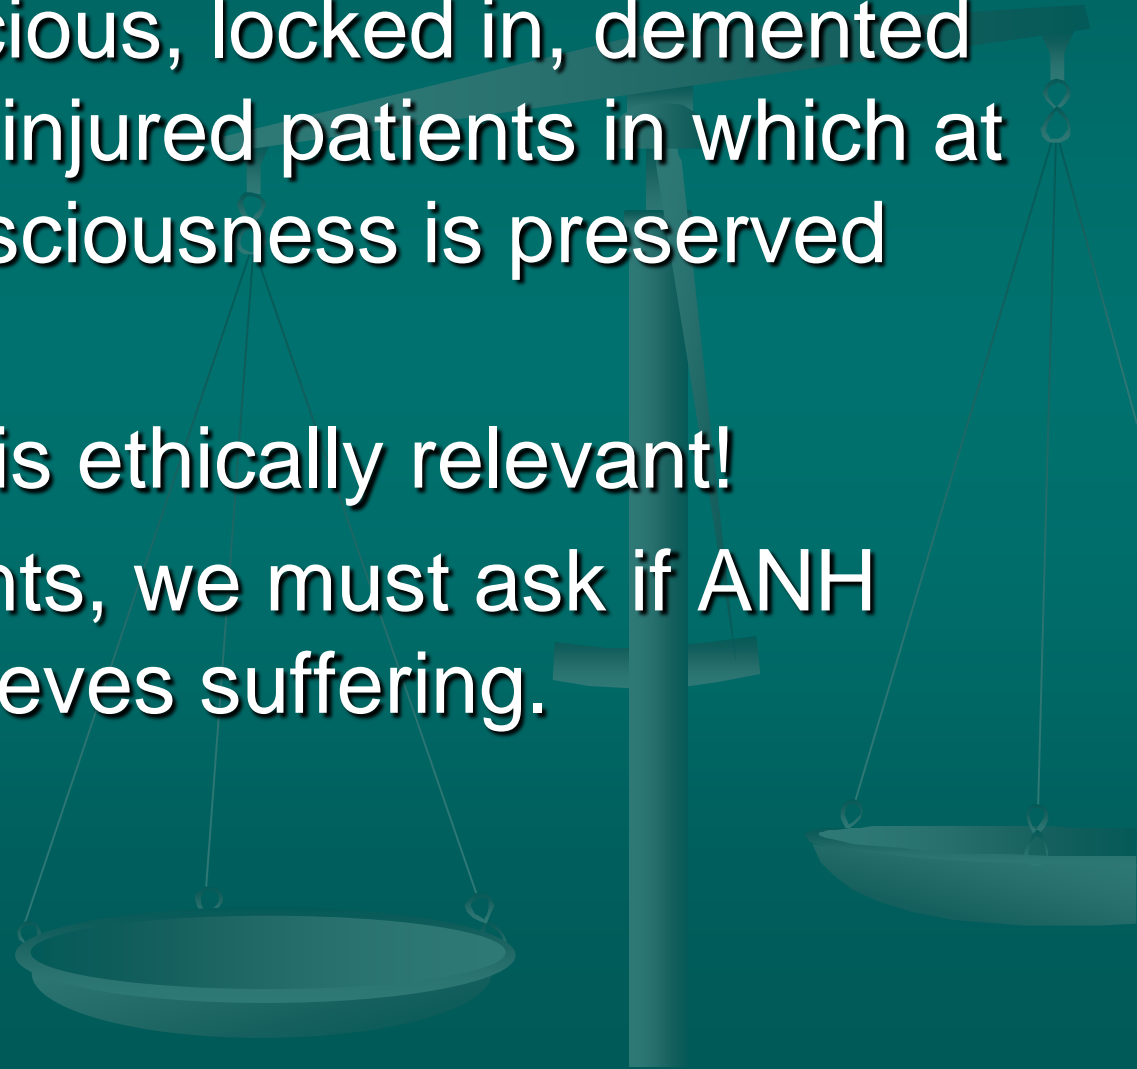 cious, locked in, demented
injured patients in which at
sciousness is preserved
is ethically relevant!
nts, we must ask if ANH
eves suffering.